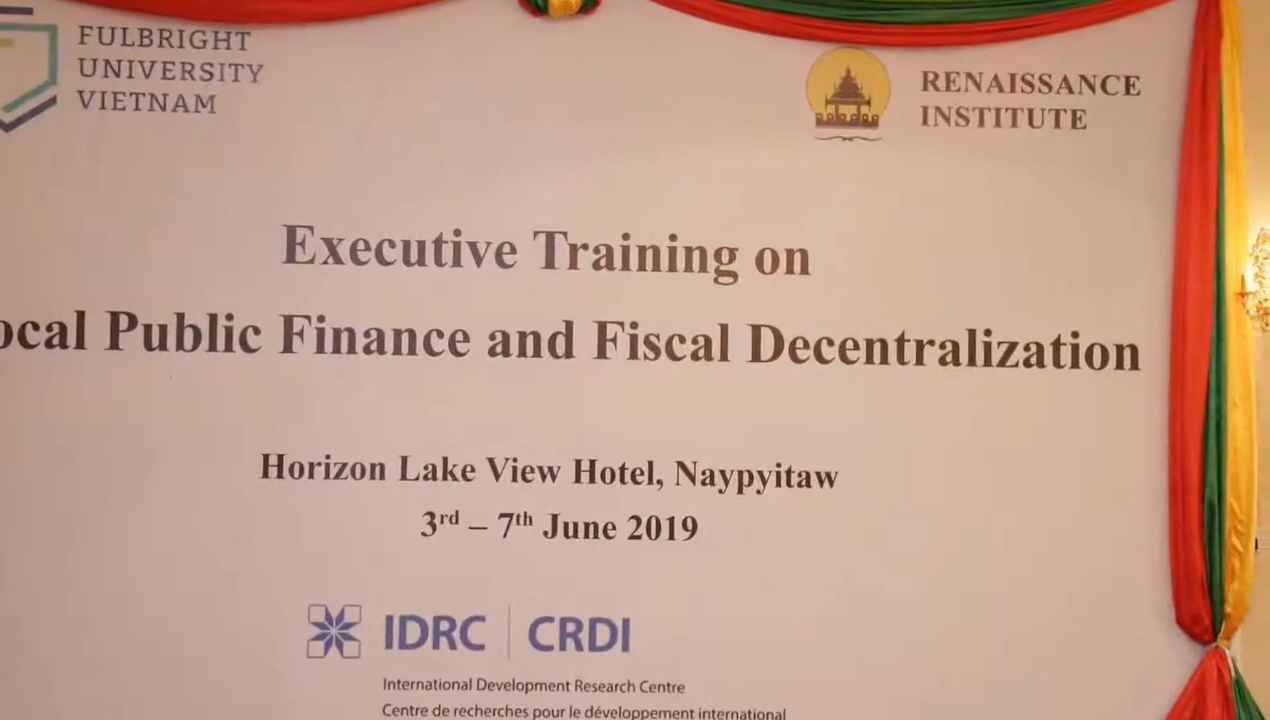 FULBRIGHT
UNIVERSITY
VIETNAM
RENAISSANCE
INSTITUTE
Executive Training on
ocal Public Finance and Fiscal Decentralization
Horizon Lake View Hotel, Naypyitaw
3rd – 7th June 2019
IDRC | CRDI
International Development Research Centre
Centre de recherches pour le développement international